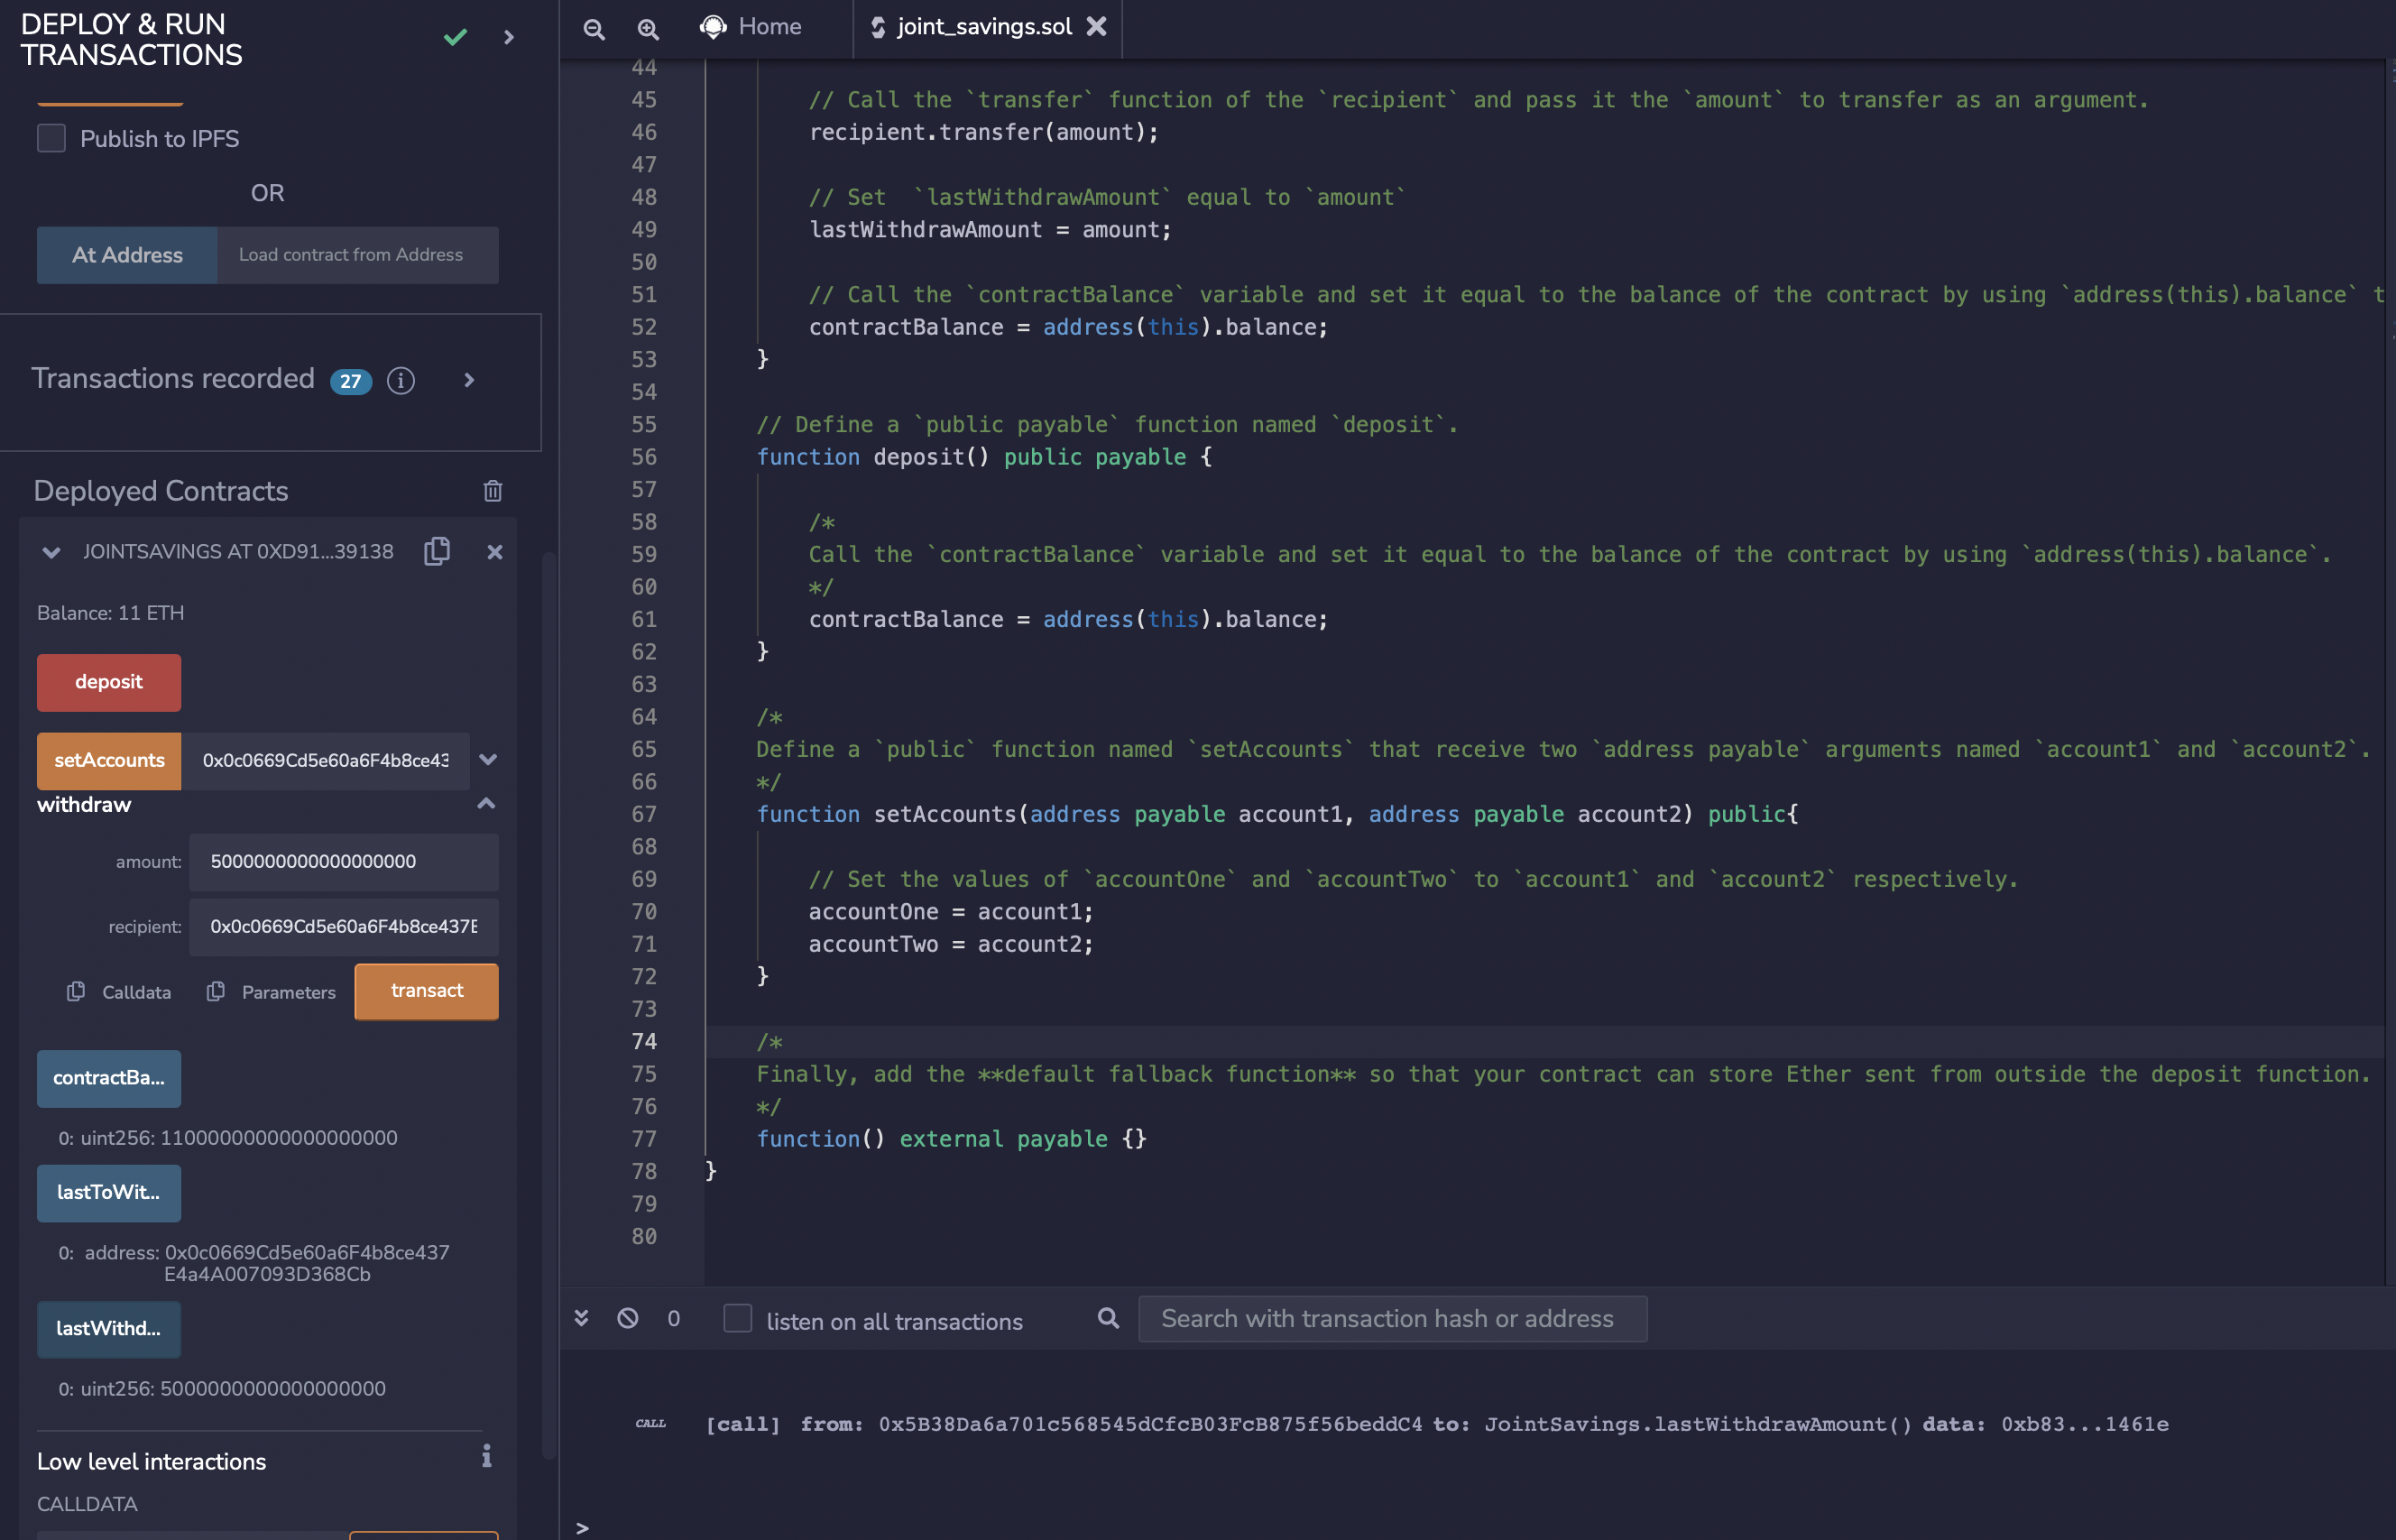 DEPLOY & RUN
TRANSACTIONS
Publish to IPFS
OR
At Address
Load contract from Address
Transactions recorded 27
Deployed Contracts
JOINTSAVINGS AT 0XD91...39138
Balance: 11 ETH
deposit
setAccounts 0x0c0669Cd5e60a6F4b8ce43
withdraw
amount: 5000000000000000000
recipient: 0x0c0669Cd5e60a6F4b8ce437E
Calldata Parameters transact
contractBa...
0: uint256: 11000000000000000000
lastToWit...
0: address: 0x0c0669Cd5e60a6F4b8ce437
E4a4A007093D368Cb
lastWithd...
0: uint256: 5000000000000000000
Low level interactions
CALLDATA
Home
joint_savings.sol
44
45 // Call the `transfer` function of the `recipient` and pass it the `amount` to transfer as an argument.
46 recipient.transfer(amount);
47
48 // Set  `lastWithdrawAmount` equal to `amount`
49 lastWithdrawAmount = amount;
50
51 // Call the `contractBalance` variable and set it equal to the balance of the contract by using `address(this).balance` t
52 contractBalance = address(this).balance;
53 }
54
55 // Define a `public payable` function named `deposit`.
56 function deposit() public payable {
57
58 /*
59 Call the `contractBalance` variable and set it equal to the balance of the contract by using `address(this).balance`.
60 */
61 contractBalance = address(this).balance;
62 }
63
64 /*
65 Define a `public` function named `setAccounts` that receive two `address payable` arguments named `account1` and `account2`.
66 */
67 function setAccounts(address payable account1, address payable account2) public{
68
69 // Set the values of `accountOne` and `accountTwo` to `account1` and `account2` respectively.
70 accountOne = account1;
71 accountTwo = account2;
72 }
73
74 /*
75 Finally, add the **default fallback function** so that your contract can store Ether sent from outside the deposit function.
76 */
77 function() external payable {}
78 }
79
80
0 listen on all transactions Search with transaction hash or address
CALL [call] from: 0x5B38Da6a701c568545dCfcB03FcB875f56beddC4 to: JointSavings.lastWithdrawAmount() data: 0xb83...1461e
>